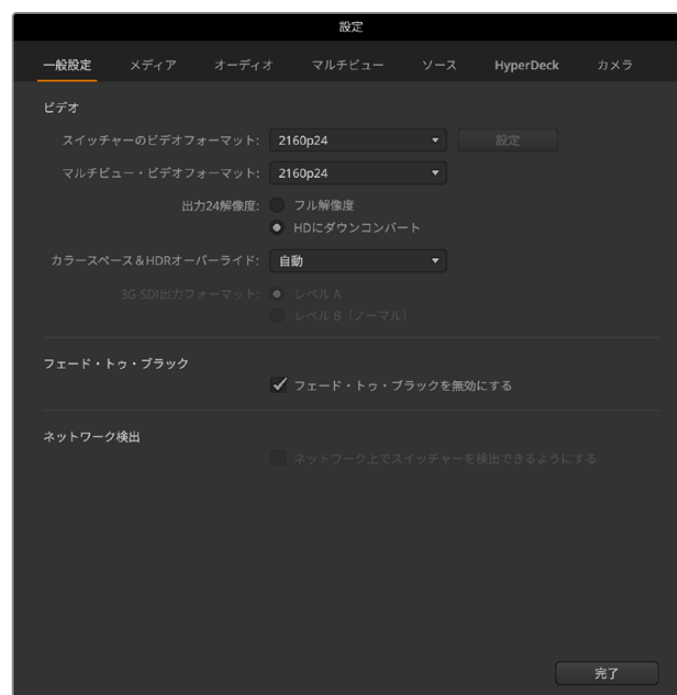 設定
一般設定 メディア オーディオ マルチビュー ソース HyperDeck カメラ
ビデオ
スイッチャーのビデオフォーマット: 2160p24 設定
マルチビュー・ビデオフォーマット: 2160p24
出力24解像度: フル解像度
HDにダウンコンバート
カラースペース&HDRオーバーライド: 自動
3G-SDI出力フォーマット: レベル A
レベル B（ノーマル）
フェード・トゥ・ブラック
フェード・トゥ・ブラックを無効にする
ネットワーク検出
ネットワーク上でスイッチャーを検出できるようにする
完了